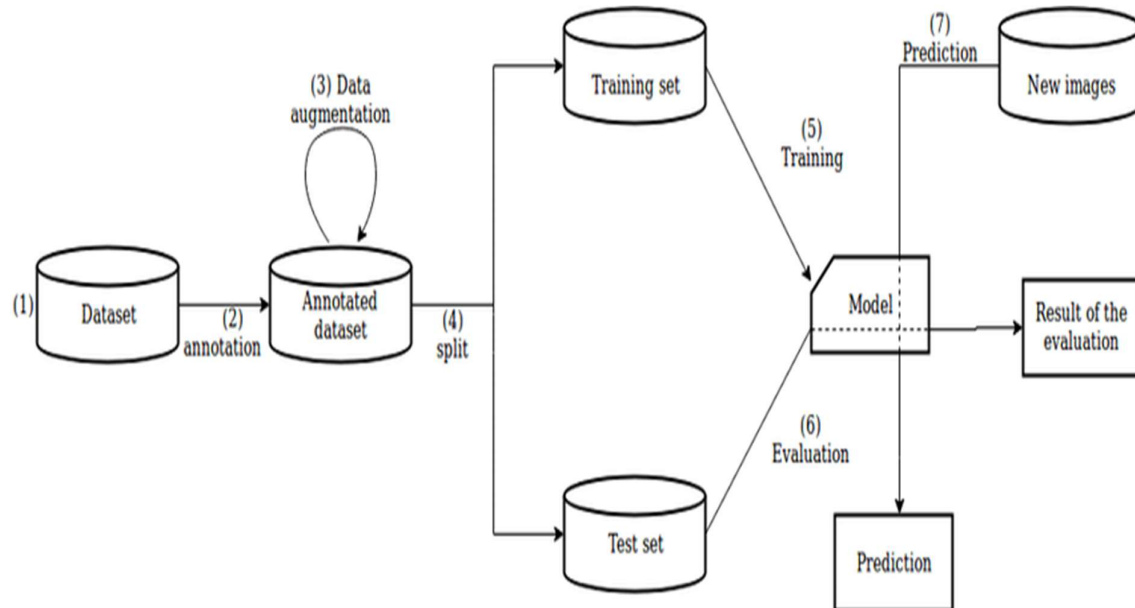 (1)
Dataset
(2)
annotation
(3) Data
augmentation
Annotated
dataset
(4)
split
Training set
Test set
(5)
Training
(6)
Evaluation
Model
(7)
Prediction
New images
Result of the
evaluation
Prediction